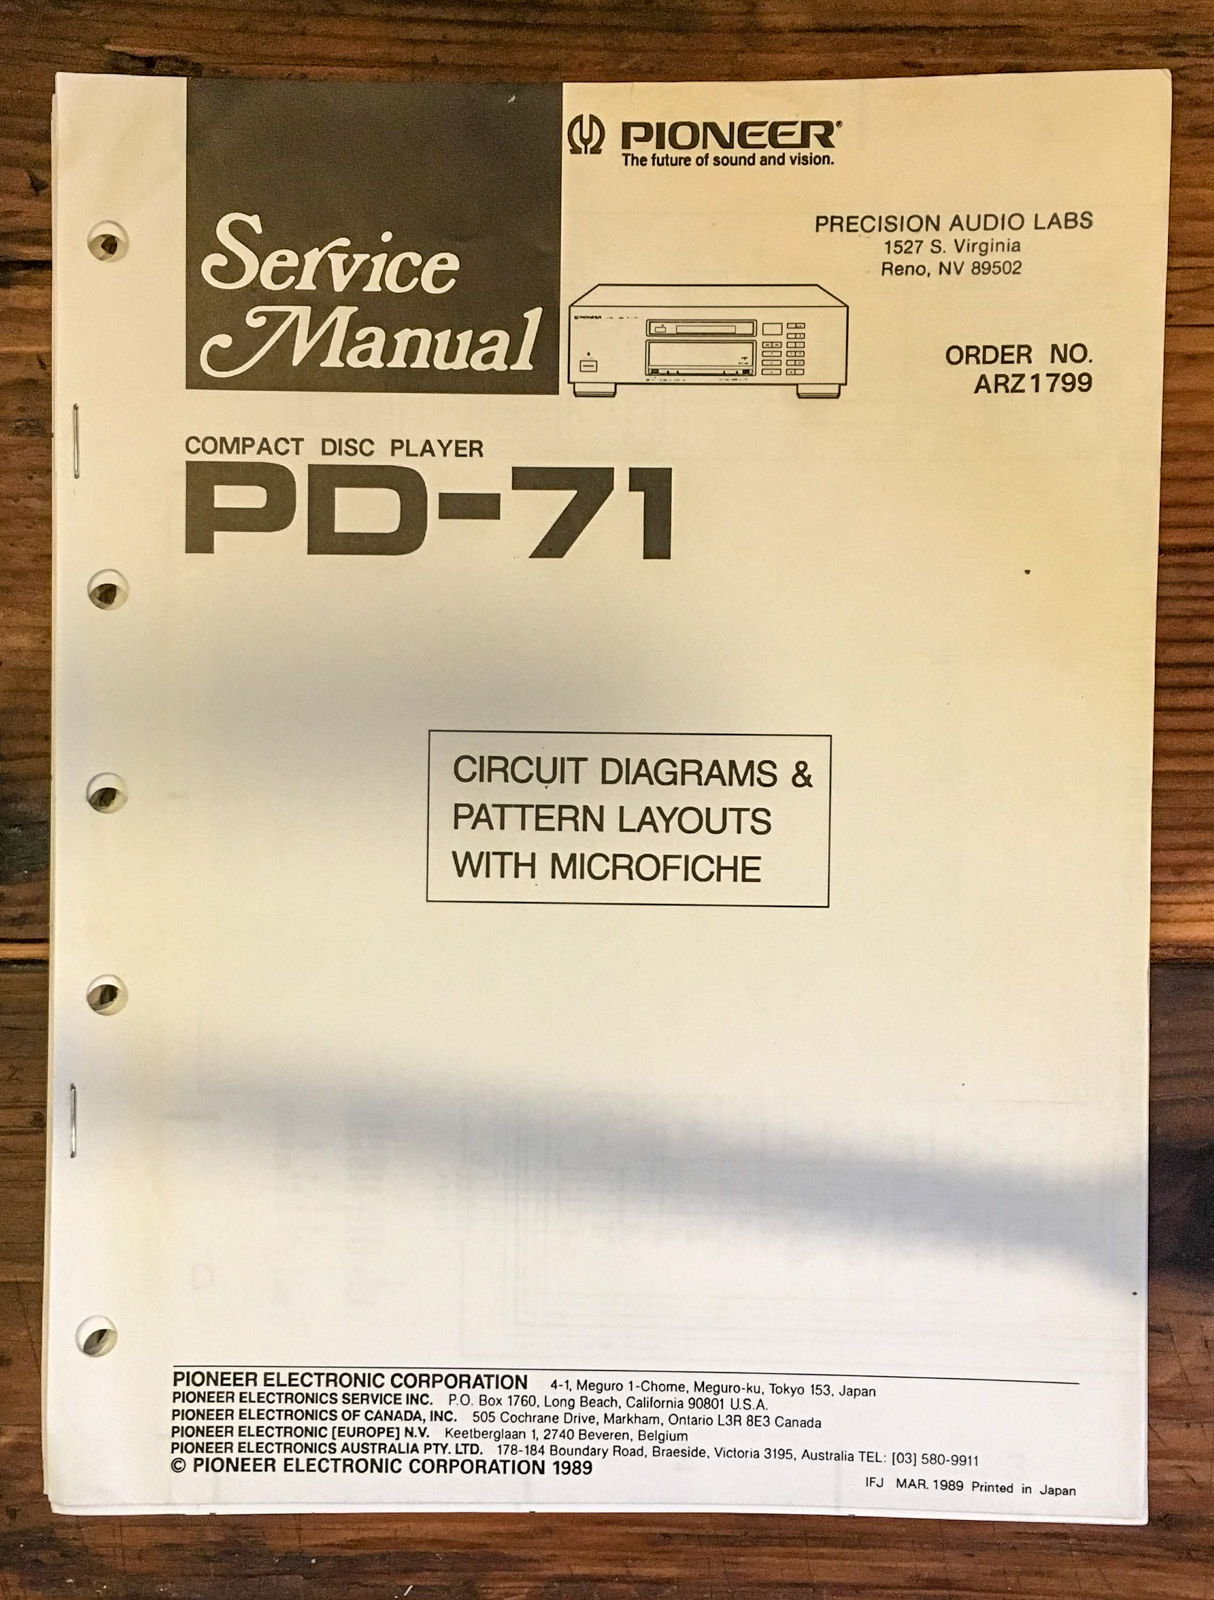 PIONEER®
The future of sound and vision.
Service
Manual
PRECISION AUDIO LABS
1527 S. Virginia
Reno, NV 89502
PIONEER
ORDER NO.
ARZ1799
COMPACT DISC PLAYER
PD-71
CIRCUIT DIAGRAMS &
PATTERN LAYOUTS
WITH MICROFICHE
PIONEER ELECTRONIC CORPORATION 4-1, Meguro 1-Chome, Meguro-ku, Tokyo 153, Japan
PIONEER ELECTRONICS SERVICE INC. P.O. Box 1760, Long Beach, California 90801 U.S.A.
PIONEER ELECTRONICS OF CANADA, INC. 505 Cochrane Drive, Markham, Ontario L3R 8E3 Canada
PIONEER ELECTRONIC [EUROPE] N.V. Keetberglaan 1, 2740 Beveren, Belgium
PIONEER ELECTRONICS AUSTRALIA PTY. LTD. 178-184 Boundary Road, Braeside, Victoria 3195, Australia TEL: [03] 580-9911
© PIONEER ELECTRONIC CORPORATION 1989
IFJ MAR. 1989 Printed in Japan